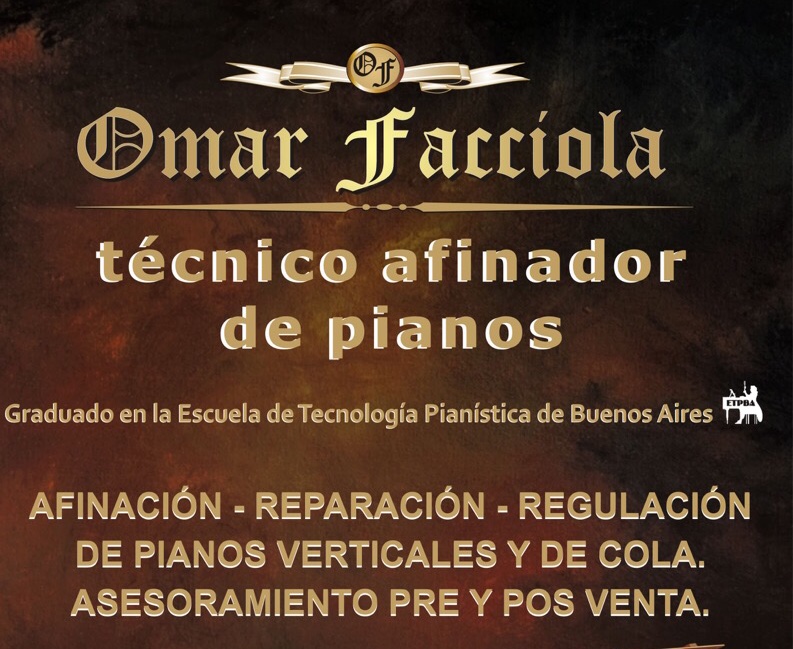 OF
Omar Facciola
técnico afinador
de pianos
Graduado en la Escuela de Tecnología Pianística de Buenos Aires
ETPBA
AFINACIÓN - REPARACIÓN - REGULACIÓN
DE PIANOS VERTICALES Y DE COLA.
ASESORAMIENTO PRE Y POS VENTA.